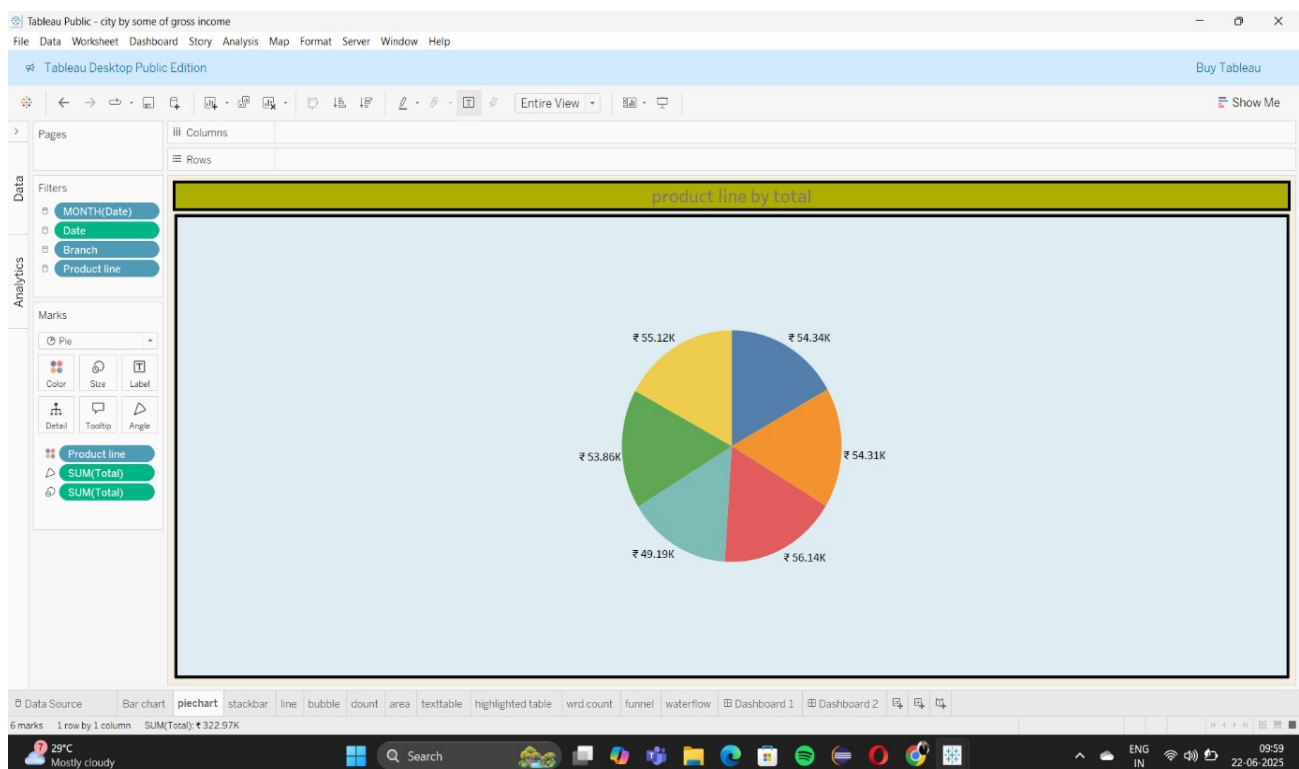 Tableau Public - city by some of gross income
File Data Worksheet Dashboard Story Analysis Map Format Server Window Help
Tableau Desktop Public Edition
Buy Tableau
Entire View
Show Me
Data
Analytics
Pages
Columns
Rows
Filters
MONTH(Date)
Date
Branch
Product line
Marks
Pie
Color Size Label
Detail Tooltip Angle
Product line
SUM(Total)
SUM(Total)
product line by total
₹ 55.12K
₹ 54.34K
₹ 53.86K
₹ 54.31K
₹ 49.19K
₹ 56.14K
Data Source Bar chart piechart stackbar line bubble dount area texttable highlighted table wrd count funnel waterflow Dashboard 1 Dashboard 2
6 marks 1 row by 1 column SUM(Total): ₹ 322.97K
7
29°C
Mostly cloudy
Search
ENG
IN
09:59
22-06-2025